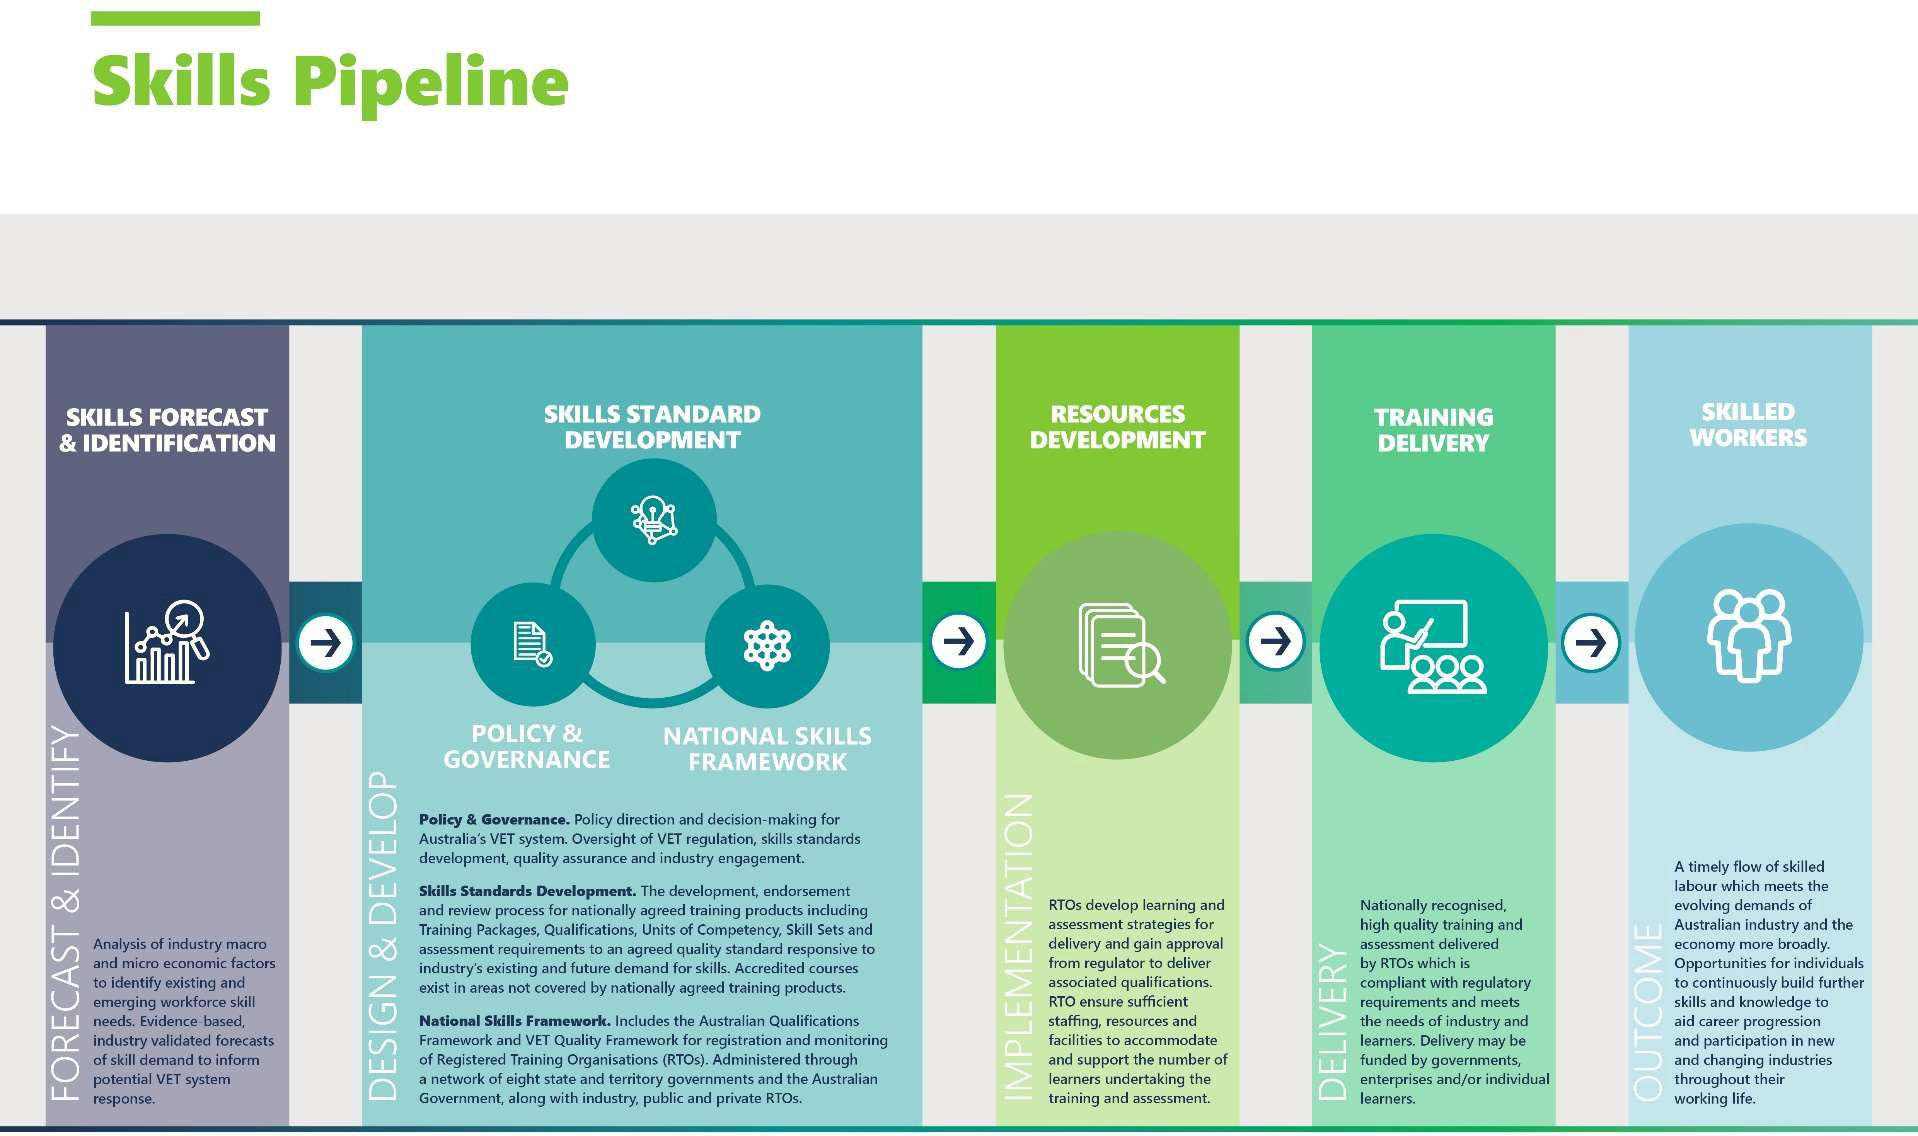 Skills Pipeline
SKILLS FORECAST
& IDENTIFICATION
FORECAST & IDENTIFY
Analysis of industry macro
and micro economic factors
to identify existing and
emerging workforce skill
needs. Evidence-based,
industry validated forecasts
of skill demand to inform
potential VET system
response.
SKILLS STANDARD
DEVELOPMENT
POLICY &
GOVERNANCE
NATIONAL SKILLS
FRAMEWORK
DESIGN & DEVELOP
Policy & Governance. Policy direction and decision-making for
Australia's VET system. Oversight of VET regulation, skills standards
development, quality assurance and industry engagement.
Skills Standards Development. The development, endorsement
and review process for nationally agreed training products including
Training Packages, Qualifications, Units of Competency, Skill Sets and
assessment requirements to an agreed quality standard responsive to
industry's existing and future demand for skills. Accredited courses
exist in areas not covered by nationally agreed training products.
National Skills Framework. Includes the Australian Qualifications
Framework and VET Quality Framework for registration and monitoring
of Registered Training Organisations (RTOs). Administered through
a network of eight state and territory governments and the Australian
Government, along with industry, public and private RTOs.
RESOURCES
DEVELOPMENT
IMPLEMENTATION
RTOs develop learning and
assessment strategies for
delivery and gain approval
from regulator to deliver
associated qualifications.
RTO ensure sufficient
staffing, resources and
facilities to accommodate
and support the number of
learners undertaking the
training and assessment.
TRAINING
DELIVERY
DELIVERY
Nationally recognised,
high quality training and
assessment delivered
by RTOs which is
compliant with regulatory
requirements and meets
the needs of industry and
learners. Delivery may be
funded by governments,
enterprises and/or individual
learners.
SKILLED
WORKERS
OUTCOME
A timely flow of skilled
labour which meets the
evolving demands of
Australian industry and the
economy more broadly.
Opportunities for individuals
to continuously build further
skills and knowledge to
aid career progression
and participation in new
and changing industries
throughout their
working life.